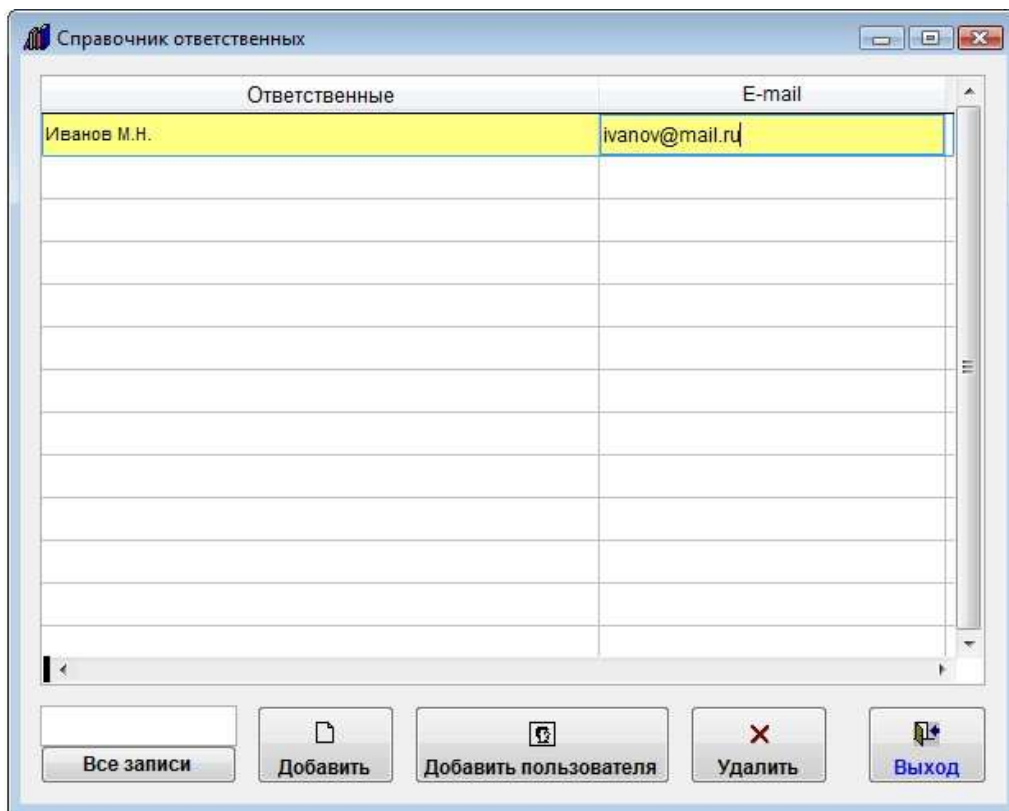 Справочник ответственных
Ответственные E-mail
Иванов М.Н. ivanov@mail.ru
Все записи Добавить Добавить пользователя Удалить Выход